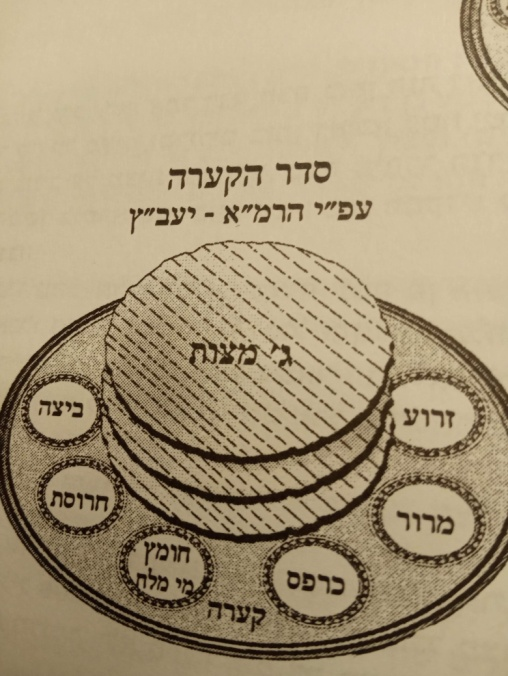 סדר הקערה
עפ״י הרמ״א - יעב״ץ
ג׳ מצות
זרוע
ביצה
מרור
חרוסת
כרפס
חומץ
מי מלח
קערה